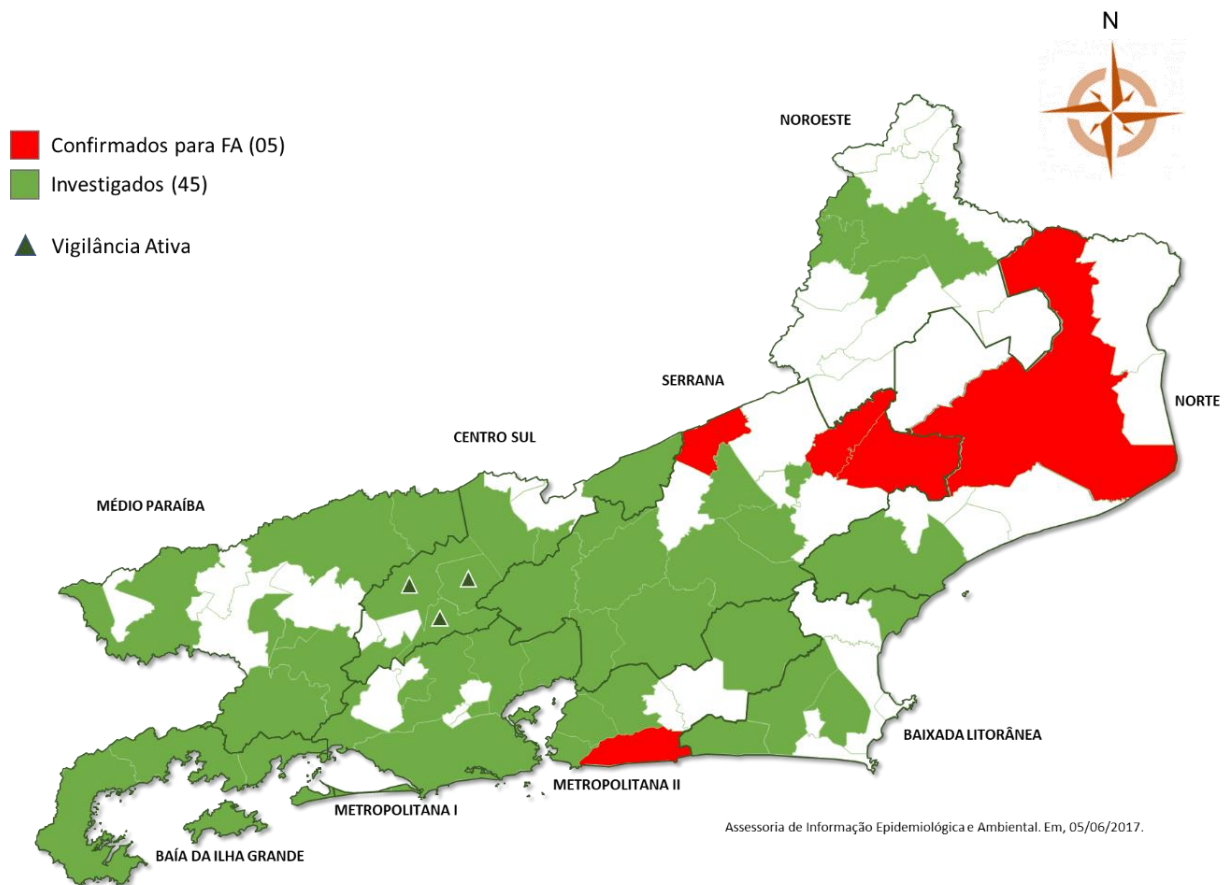 N
Confirmados para FA (05)
Investigados (45)
Vigilância Ativa
NOROESTE
NORTE
SERRANA
CENTRO SUL
MÉDIO PARAÍBA
BAIXADA LITORÂNEA
METROPOLITANA II
METROPOLITANA I
BAÍA DA ILHA GRANDE
Assessoria de Informação Epidemiológica e Ambiental. Em, 05/06/2017.